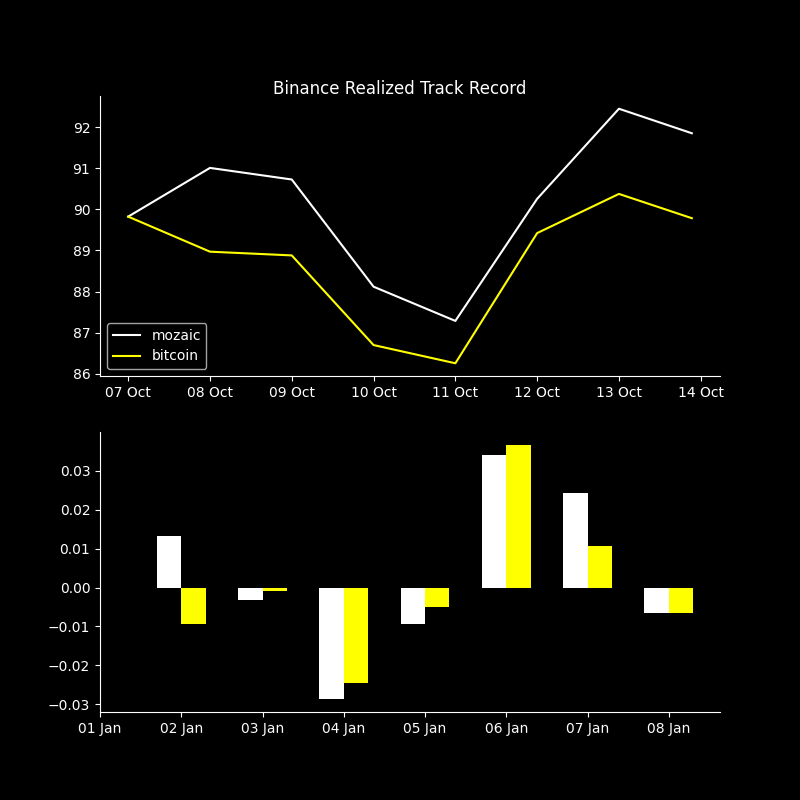 Binance Realized Track Record
92
91
90
89
88
87
86
mozaic
bitcoin
07 Oct 08 Oct 09 Oct 10 Oct 11 Oct 12 Oct 13 Oct 14 Oct
0.03
0.02
0.01
0.00
−0.01
−0.02
−0.03
01 Jan 02 Jan 03 Jan 04 Jan 05 Jan 06 Jan 07 Jan 08 Jan